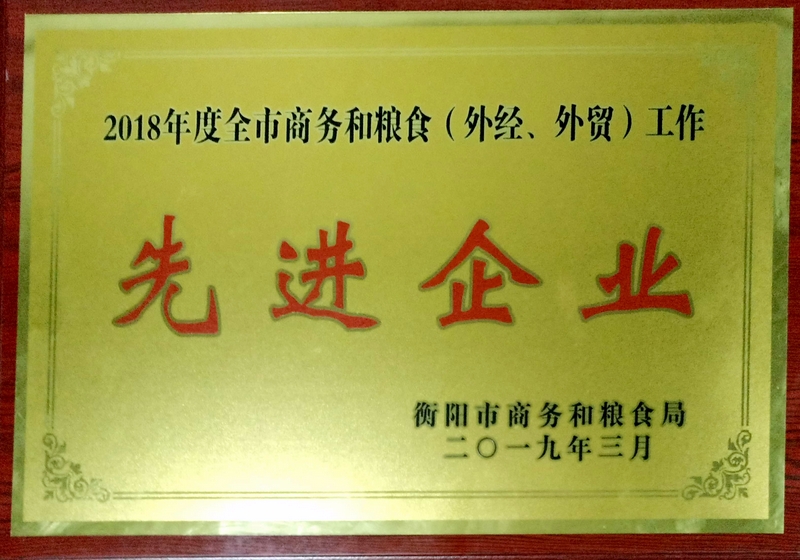 2018年度全市商务和粮食（外经、外贸）工作
先进企业
衡阳市商务和粮食局
二〇一九年三月